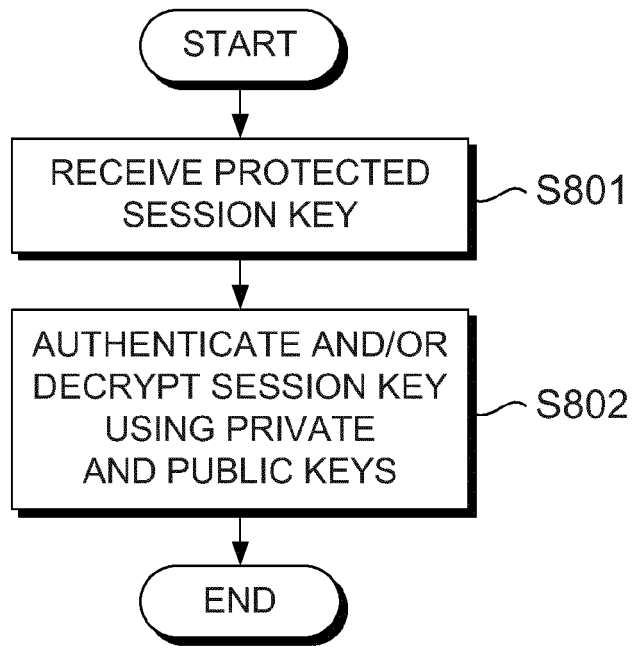 START
RECEIVE PROTECTED
SESSION KEY
S801
AUTHENTICATE AND/OR
DECRYPT SESSION KEY
USING PRIVATE
AND PUBLIC KEYS
S802
END